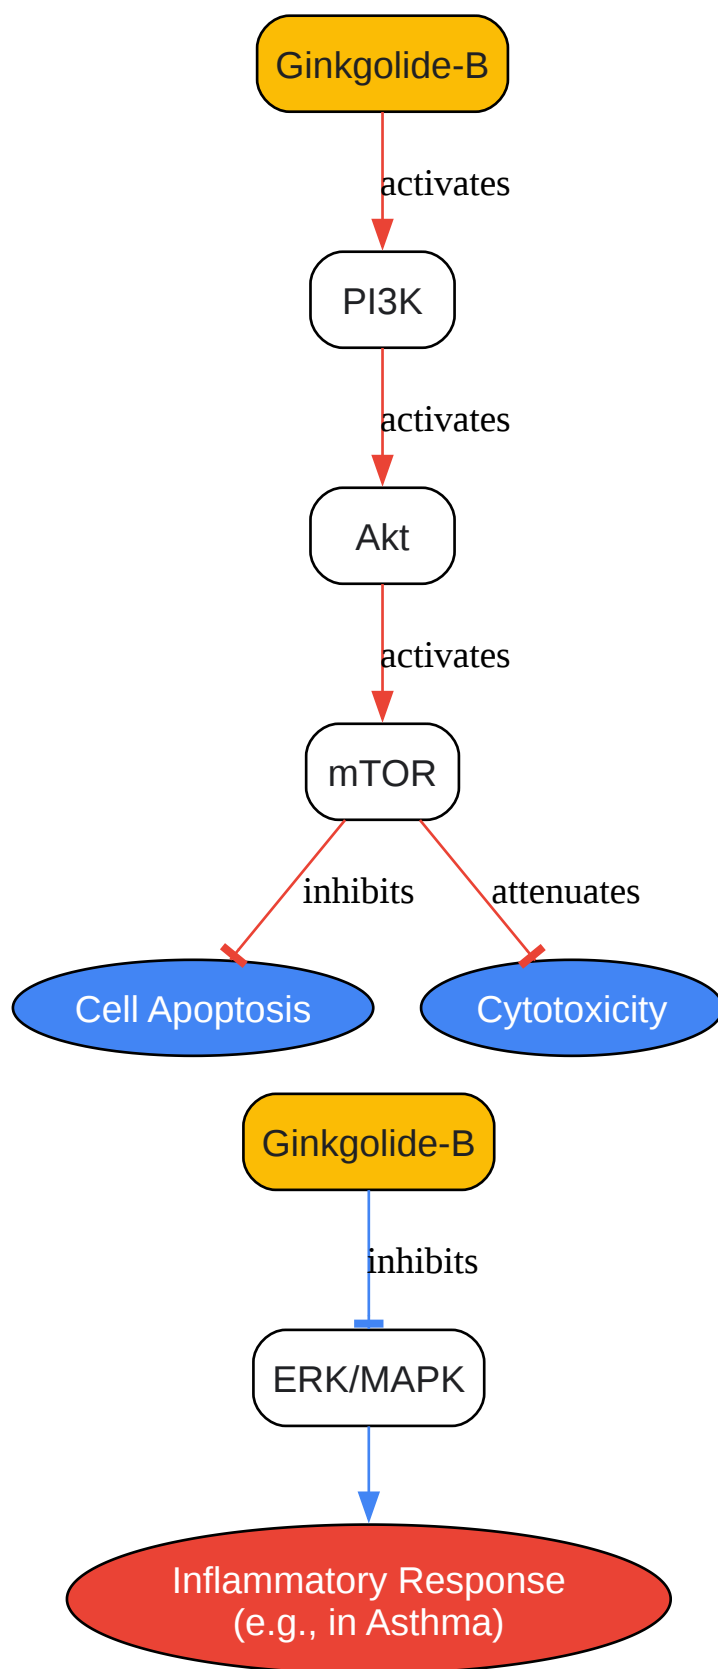 Ginkgolide-B
activates
PI3K
activates
Akt
activates
mTOR
inhibits
attenuates
Cell Apoptosis
Cytotoxicity
Ginkgolide-B
inhibits
ERK/MAPK
Inflammatory Response
(e.g., in Asthma)